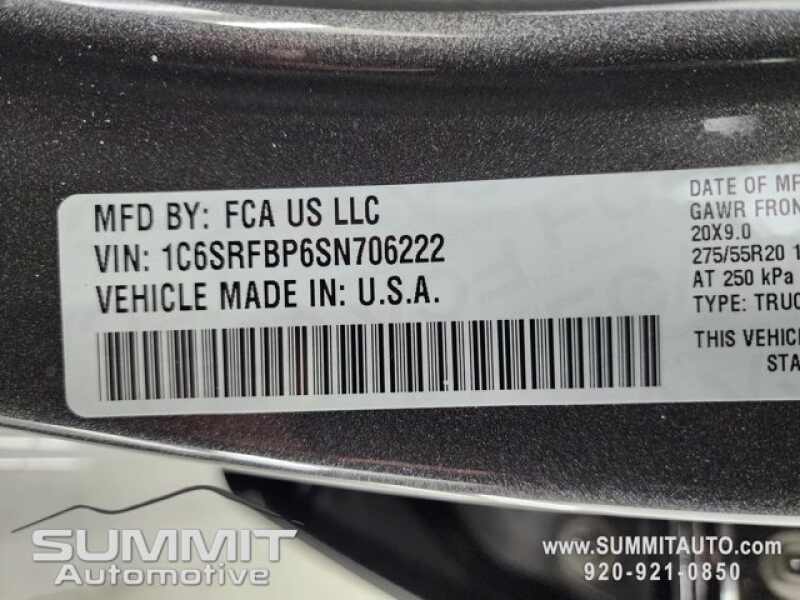 MFD BY: FCA US LLC
VIN: 1C6SRFBP6SN706222
VEHICLE MADE IN: U.S.A.
DATE OF MF
GAWR FRON
20X9.0
275/55R20 1
AT 250 kPa
TYPE: TRUC
THIS VEHIC
STA
SUMMIT
Automotive
www.SUMMITAUTO.com
920-921-0850